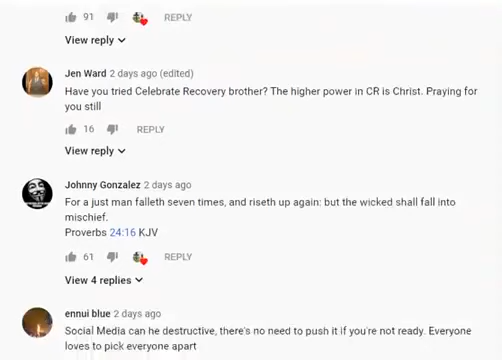 91 REPLY
View reply
Jen Ward 2 days ago (edited)
Have you tried Celebrate Recovery brother? The higher power in CR is Christ. Praying for
you still
16 REPLY
View reply
Johnny Gonzalez 2 days ago
For a just man falleth seven times, and riseth up again: but the wicked shall fall into
mischief.
Proverbs 24:16 KJV
61 REPLY
View 4 replies
ennui blue 2 days ago
Social Media can he destructive, there's no need to push it if you're not ready. Everyone
loves to pick everyone apart